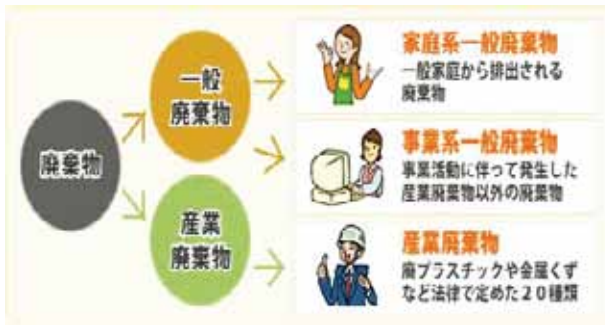 廃棄物
一般
廃棄物
産業
廃棄物
家庭系一般廃棄物
一般家庭から排出される
廃棄物
事業系一般廃棄物
事業活動に伴って発生した
産業廃棄物以外の廃棄物
産業廃棄物
廃プラスチックや金属くず
など法律で定めた20種類